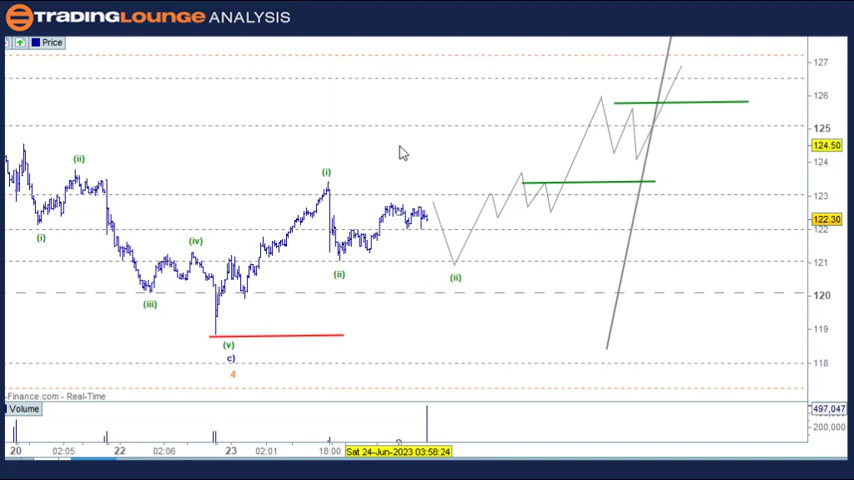 TRADINGLOUNGE ANALYSIS
Price
127
126
125
124.50
124
123
122.30
122
121
120
119
118
(ii)
(i)
(i)
(iv)
(ii)
(ii)
(iii)
(v)
c)
4
-Finance.com - Real-Time
Volume
497,047
200,000
20
02:05
22
02:06
23
02:01
18:00
Sat 24-Jun-2023 03:58:24